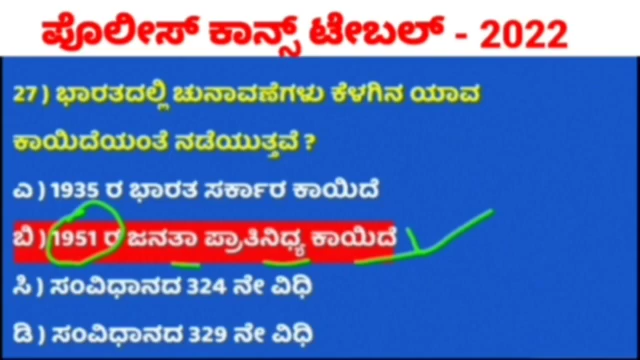 ಪೊಲೀಸ್ ಕಾನ್ಸ್ ಟೇಬಲ್ - 2022
27 ) ಭಾರತದಲ್ಲಿ ಚುನಾವಣೆಗಳು ಕೆಳಗಿನ ಯಾವ
ಕಾಯಿದೆಯಂತೆ ನಡೆಯುತ್ತವೆ ?
ಎ ) 1935 ರ ಭಾರತ ಸರ್ಕಾರ ಕಾಯಿದೆ
ಬಿ ) 1951 ರ ಜನತಾ ಪ್ರಾತಿನಿಧ್ಯ ಕಾಯಿದೆ
ಸಿ ) ಸಂವಿಧಾನದ 324 ನೇ ವಿಧಿ
ಡಿ ) ಸಂವಿಧಾನದ 329 ನೇ ವಿಧಿ